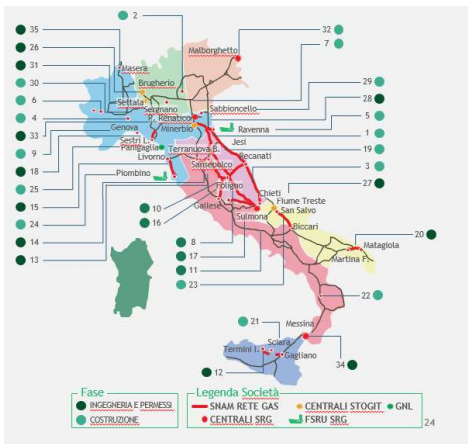 2
35
26
31
30
6
4
33
9
18
25
15
24
14
13
32
7
29
28
5
1
19
3
27
Malborghetto
Masera
Brugherio
Settala
Sergnano
Sabbioncello
Renatico
Minerbio
Ravenna
Genova
Sestri L.
Panigaglia
Terranuova B.
Jesi
Livorno
Sansepolcro
Recanati
Piombino
Foligno
Chieti
Gallese
Fiume Treste
San Salvo
Sulmona
Biccari
10
16
8
17
11
23
20
Matagiola
Martina F.
22
21
Messina
Sciara
Termini I.
Gagliano
12
34
Fase
INGEGNERIA E PERMESSI
COSTRUZIONE
Legenda Società
SNAM RETE GAS
CENTRALI STOGIT
GNL
CENTRALI SRG
FSRU SRG
24